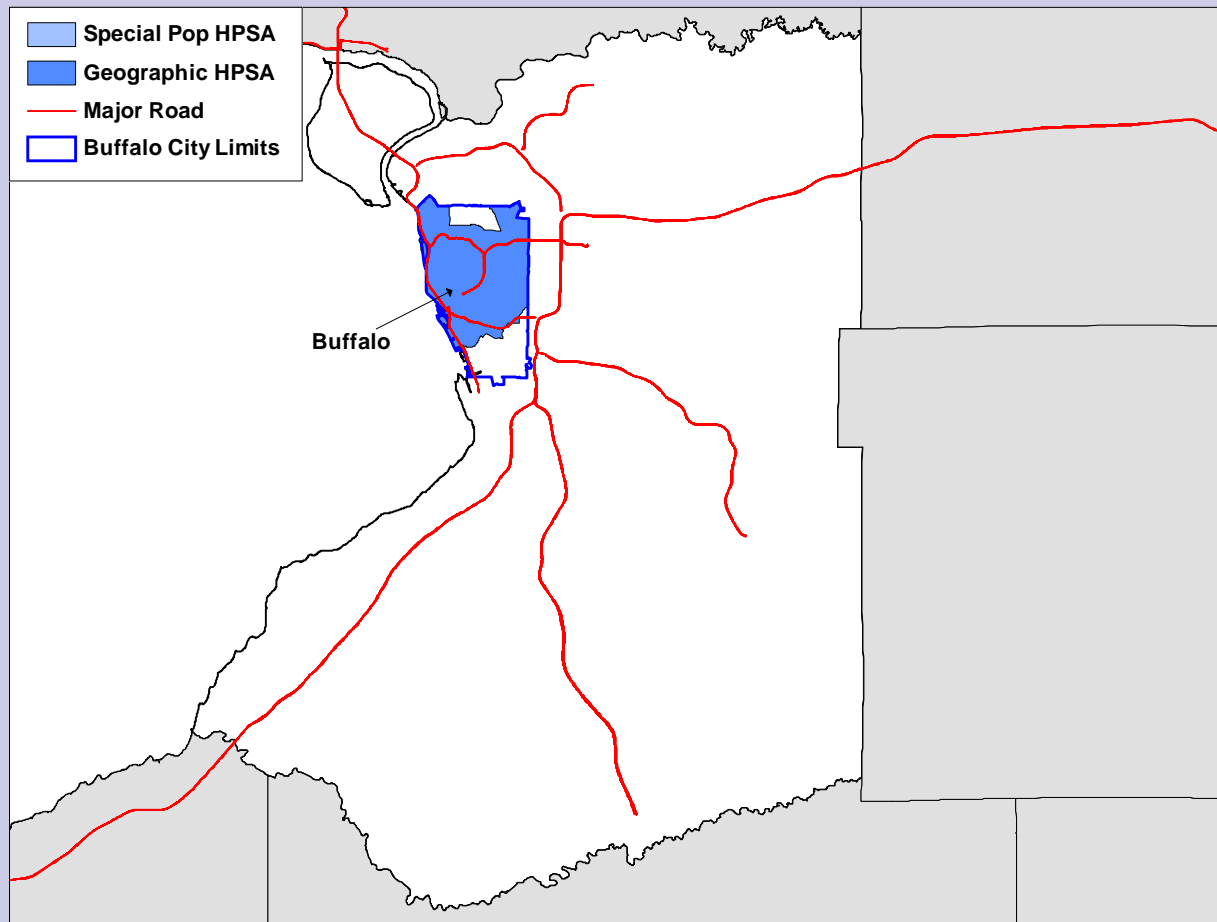 Special Pop HPSA
Geographic HPSA
Major Road
Buffalo City Limits
Buffalo